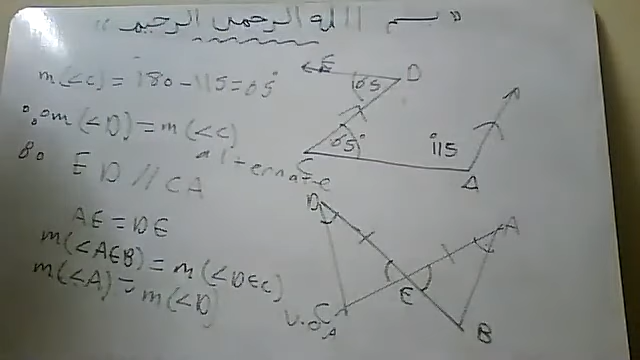 " بسم الله الرحمن الرحيم "
m(<C) = 180 - 115 = 65°
∴ m(<D) = m(<C)
alternate
∴ ED // CA
AE = DE
m(<AEB) = m(<DEC)
m(<A) = m(<D)
E
D
65
65°
115
C
A
D
A
E
C
B